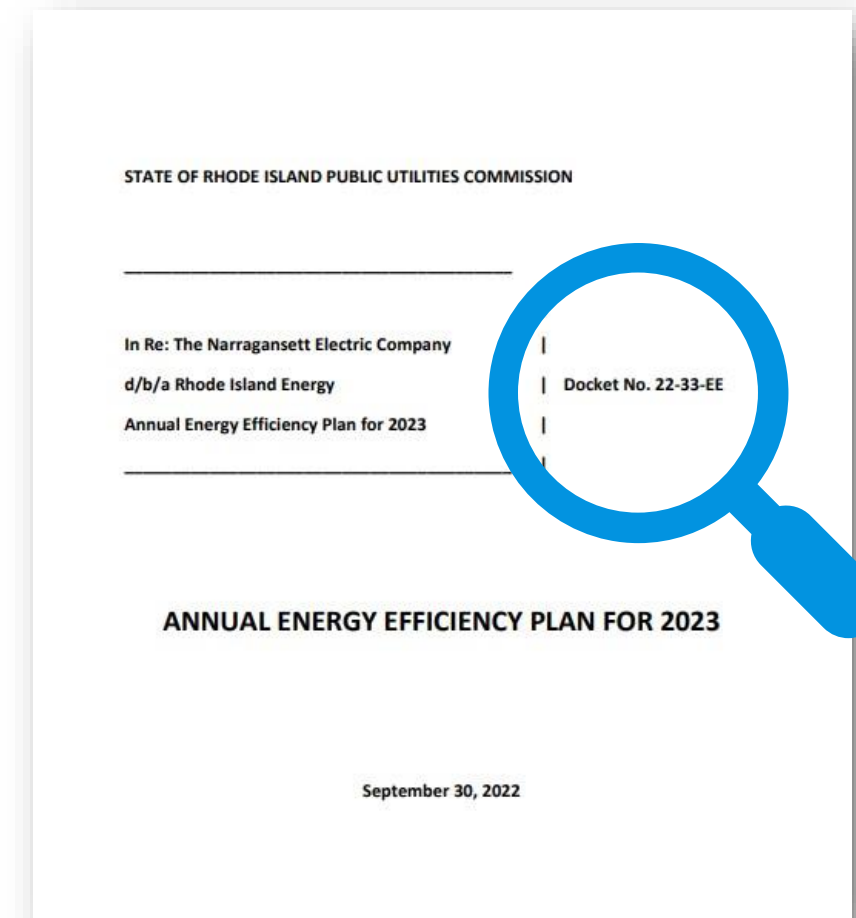 STATE OF RHODE ISLAND PUBLIC UTILITIES COMMISSION
In Re: The Narragansett Electric Company |
d/b/a Rhode Island Energy | Docket No. 22-33-EE
Annual Energy Efficiency Plan for 2023 |
|
ANNUAL ENERGY EFFICIENCY PLAN FOR 2023
September 30, 2022